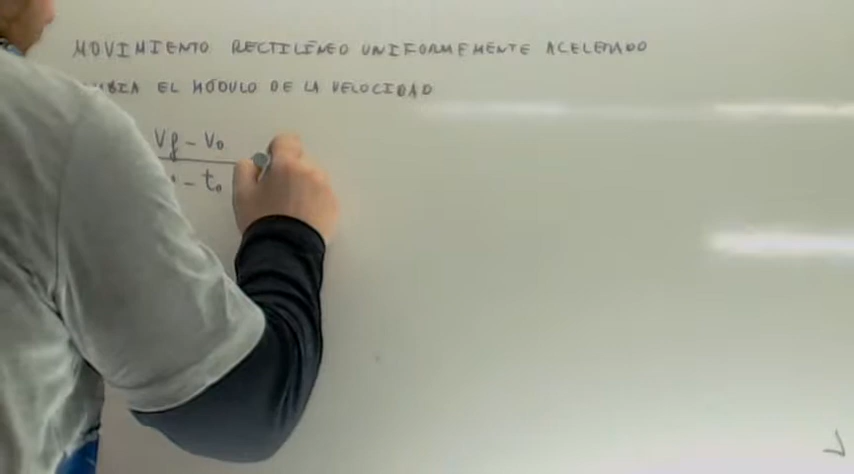 MOVIMIENTO RECTILÍNEO UNIFORMEMENTE ACELERADO
EL MÓDULO DE LA VELOCIDAD
Vf - V₀
- t₀